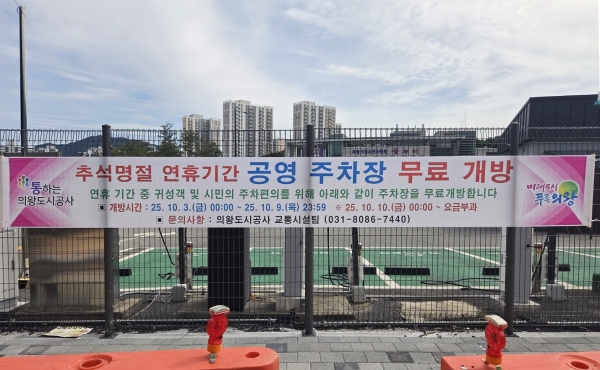 통하는
의왕도시공사
추석명절 연휴기간 공영 주차장 무료 개방
연휴 기간 중 귀성객 및 시민의 주차편의를 위해 아래와 같이 주차장을 무료개방합니다
▣ 개방시간 : 25. 10. 3.(금) 00:00 ~ 25. 10. 9.(목) 23:59 ※ 25. 10. 10.(금) 00:00 ~ 요금부과
▣ 문의사항 : 의왕도시공사 교통시설팀 (031-8086-7440)
미래도시
푸른의왕